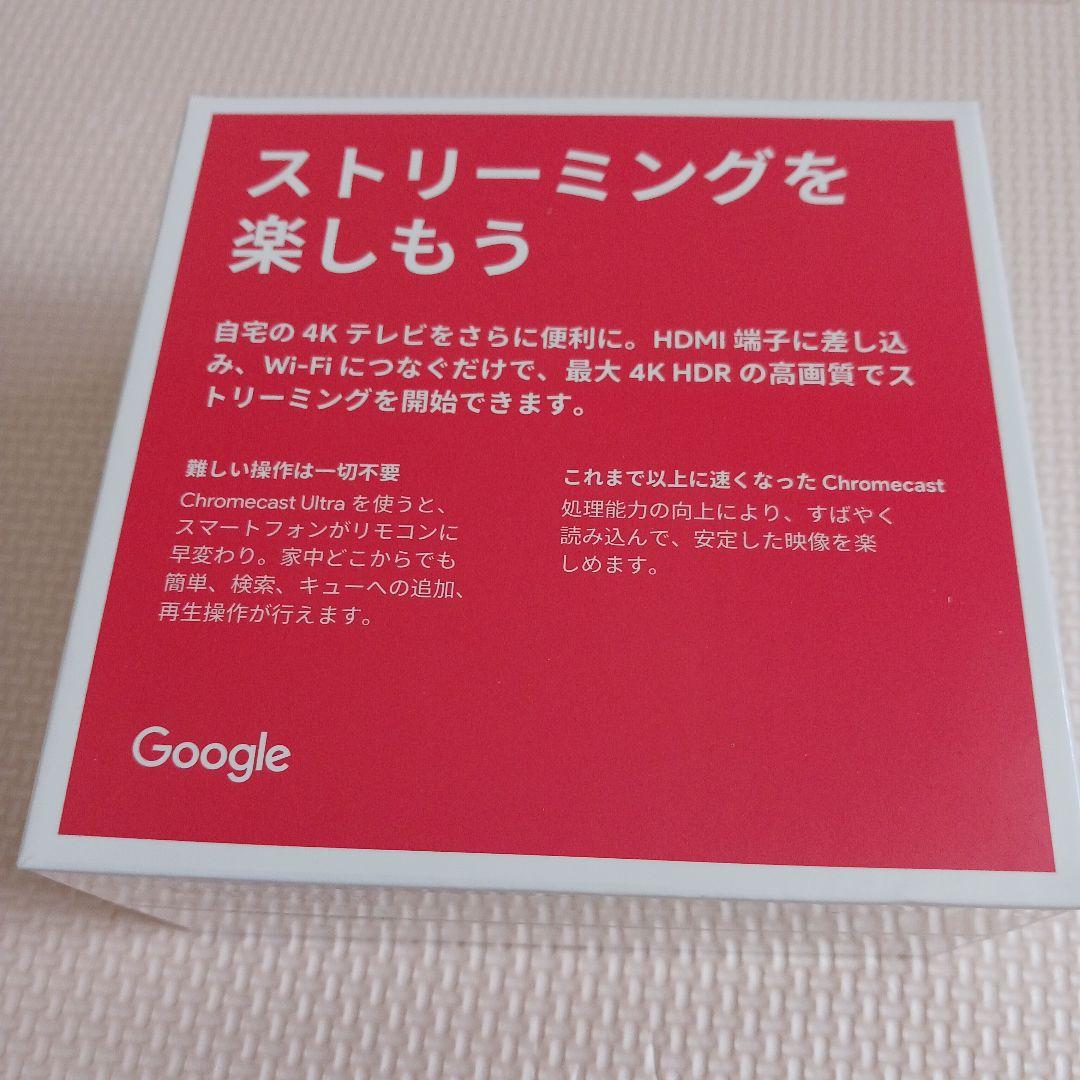 ストリーミングを
楽しもう
自宅の 4K テレビをさらに便利に。HDMI 端子に差し込
み、Wi-Fi につなぐだけで、最大 4K HDR の高画質でス
トリーミングを開始できます。
難しい操作は一切不要
Chromecast Ultra を使うと、
スマートフォンがリモコンに
早変わり。家中どこからでも
簡単、検索、キューへの追加、
再生操作が行えます。
これまで以上に速くなった Chromecast
処理能力の向上により、すばやく
読み込んで、安定した映像を楽
しめます。
Google